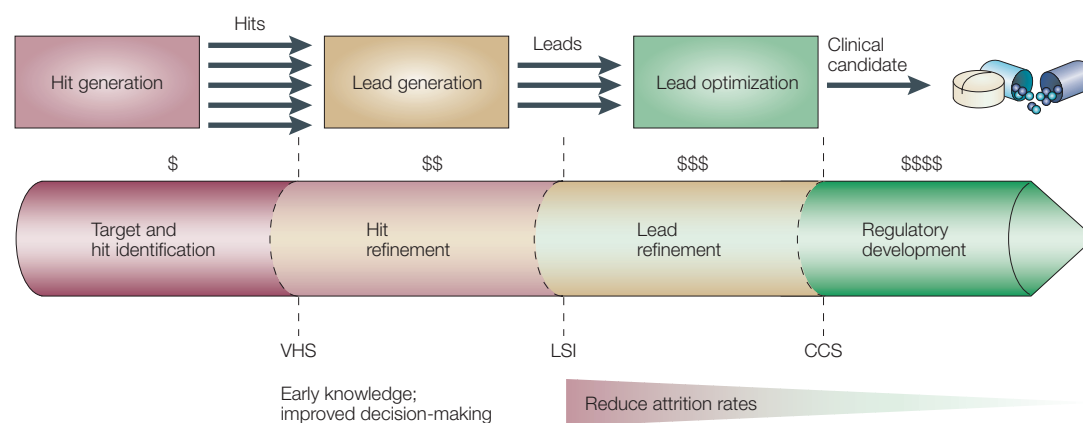 Hits
Hit generation
Lead generation
Leads
Lead optimization
Clinical
candidate
$
$$
$$$
$$$$
Target and
hit identification
Hit
refinement
Lead
refinement
Regulatory
development
VHS
LSI
CCS
Early knowledge;
improved decision-making
Reduce attrition rates